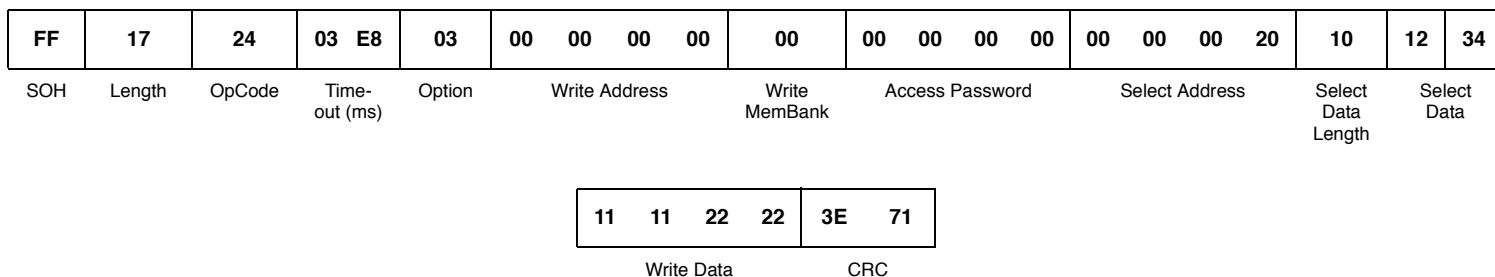 FF 17 24 03 E8 03 00 00 00 00 00 00 00 00 00 00 00 00 20 10 12 34
SOH Length OpCode Time- Option Write Address Write Access Password Select Address Select Select
out (ms) MemBank Data Data
Length
11 11 22 22 3E 71
Write Data CRC